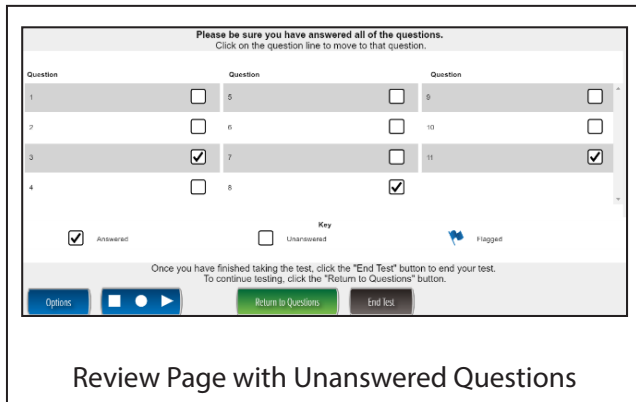 Please be sure you have answered all of the questions.
Click on the question line to move to that question.
Question Question Question
1 5 9
2 6 10
3 7 11
4 8
Key
Answered Unanswered Flagged
Once you have finished taking the test, click the "End Test" button to end your test.
To continue testing, click the "Return to Questions" button.
Options Return to Questions End Test
Review Page with Unanswered Questions